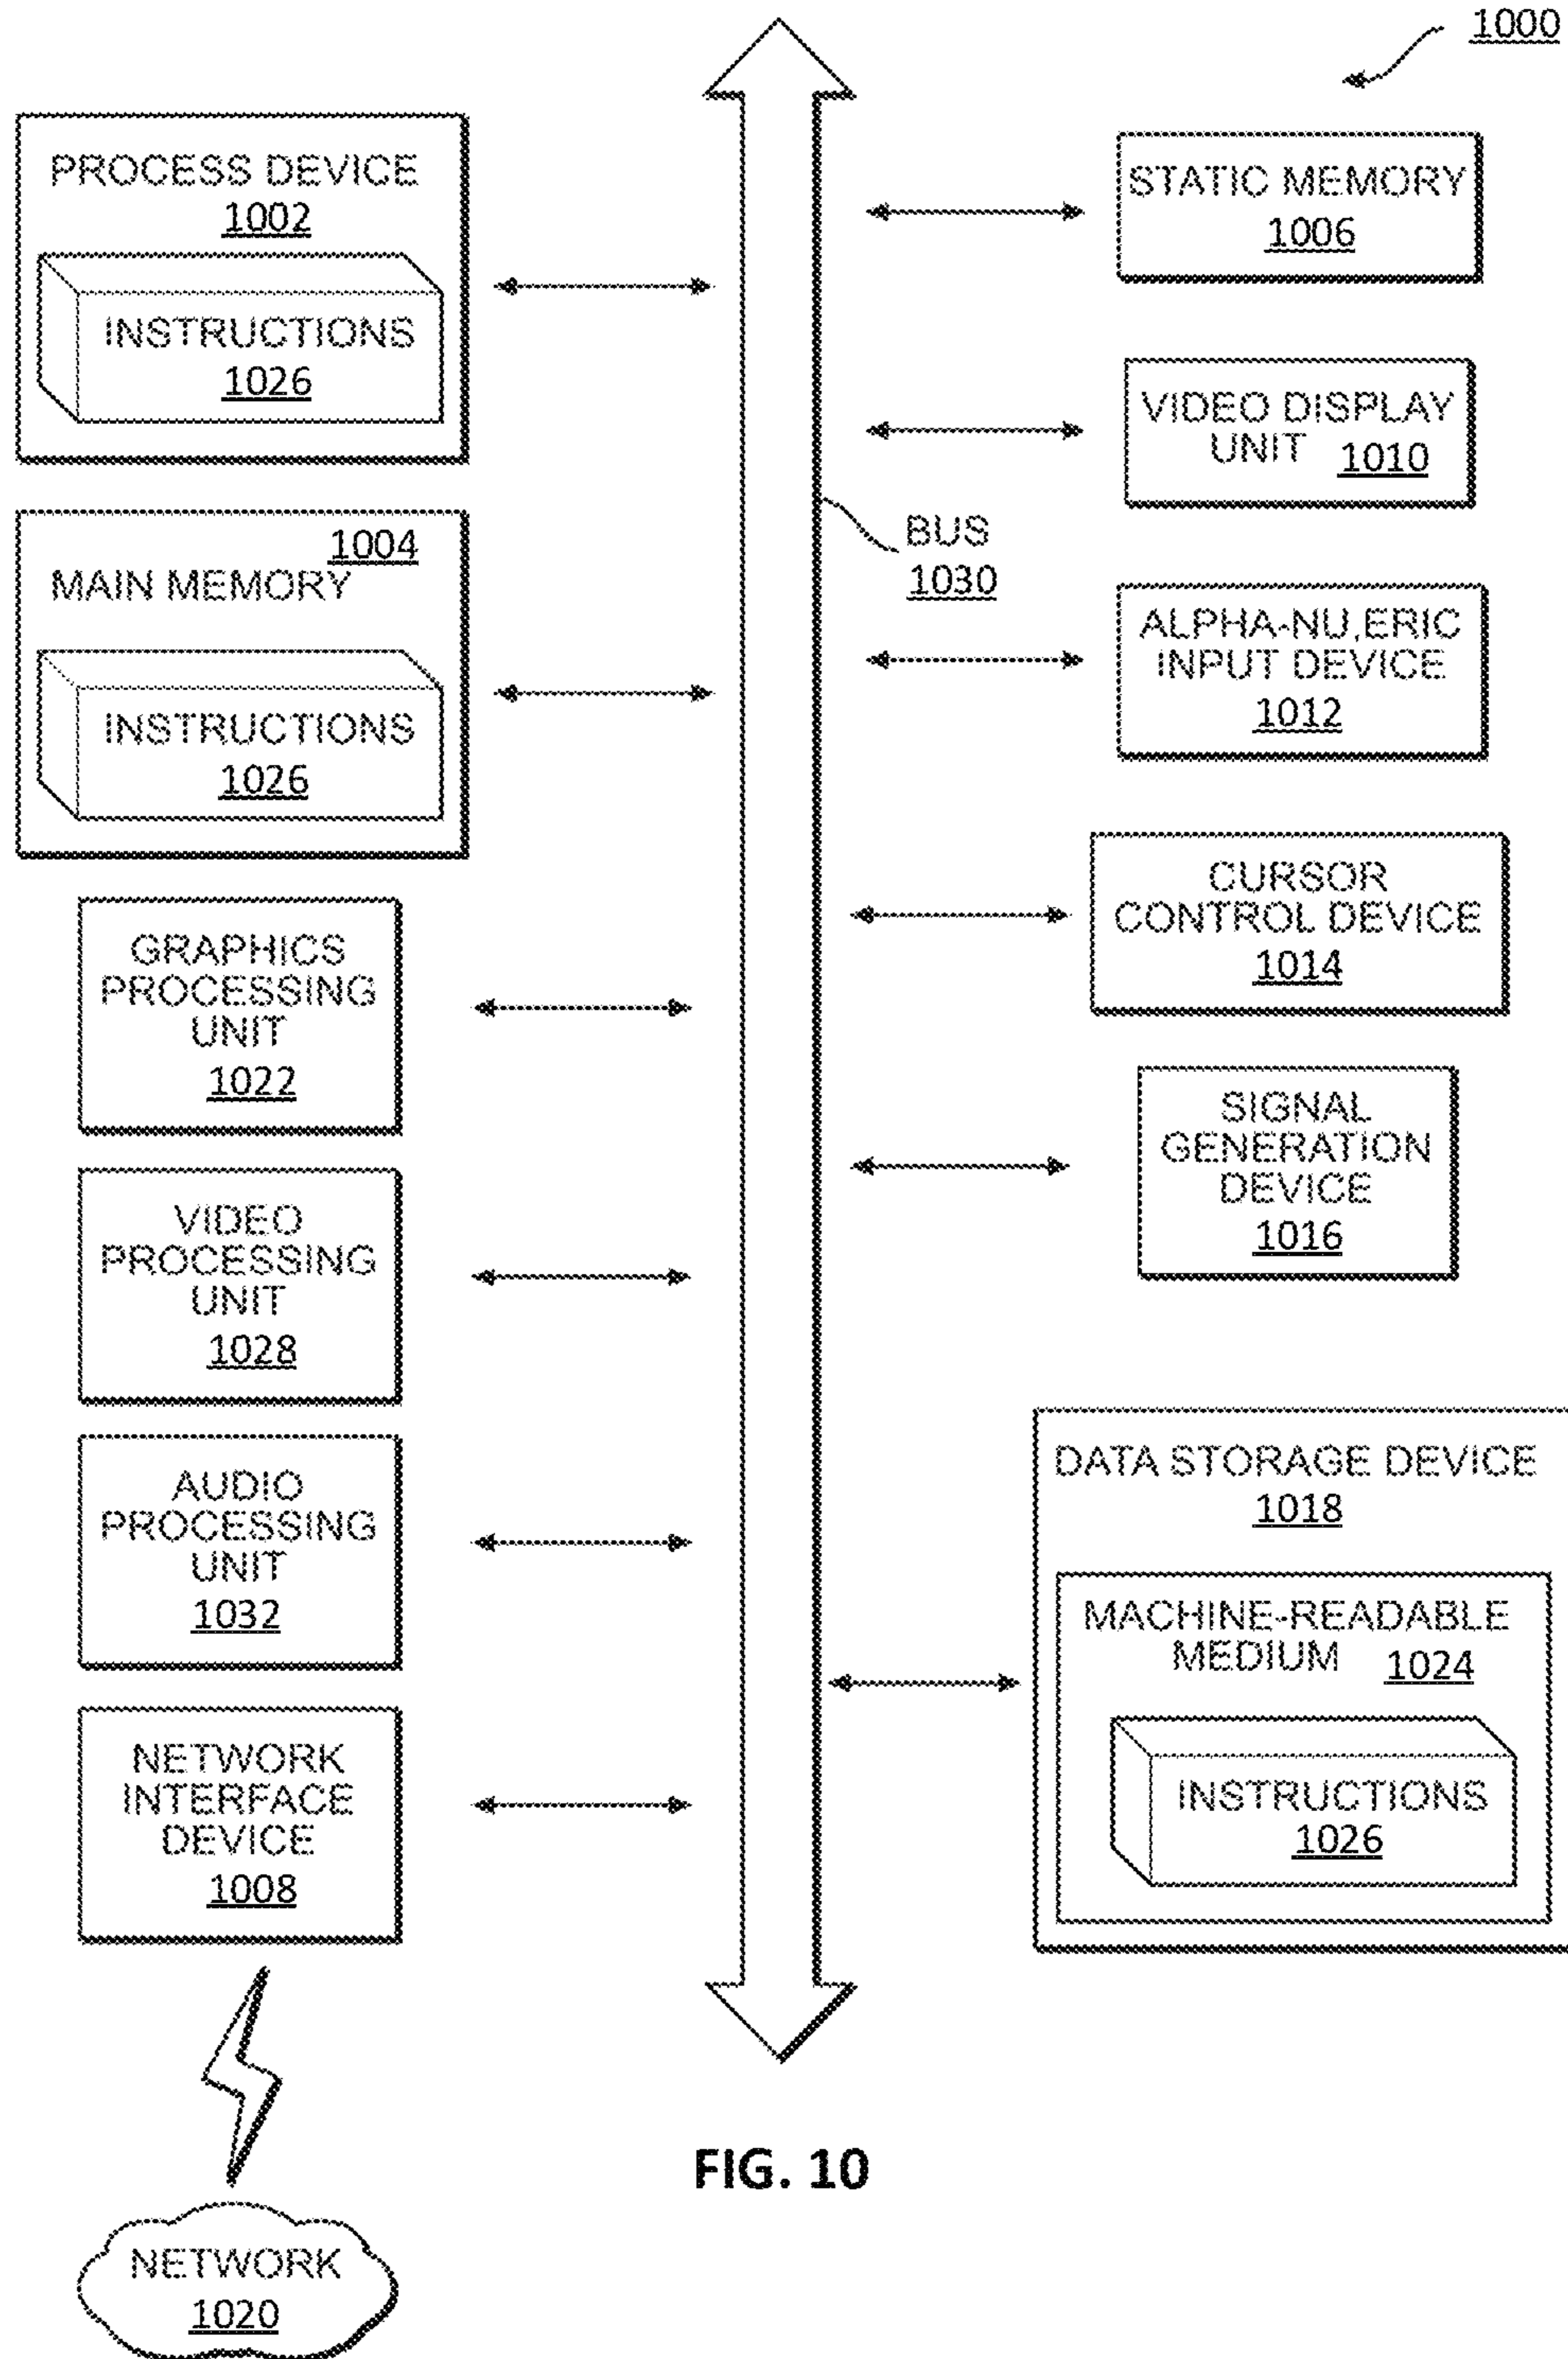 1000
PROCESS DEVICE
1002
INSTRUCTIONS
1026
1004
MAIN MEMORY
INSTRUCTIONS
1026
GRAPHICS
PROCESSING
UNIT
1022
VIDEO
PROCESSING
UNIT
1028
AUDIO
PROCESSING
UNIT
1032
NETWORK
INTERFACE
DEVICE
1008
NETWORK
1020
BUS
1030
STATIC MEMORY
1006
VIDEO DISPLAY
UNIT 1010
ALPHA-NU,ERIC
INPUT DEVICE
1012
CURSOR
CONTROL DEVICE
1014
SIGNAL
GENERATION
DEVICE
1016
DATA STORAGE DEVICE
1018
MACHINE-READABLE
MEDIUM 1024
INSTRUCTIONS
1026
FIG. 10